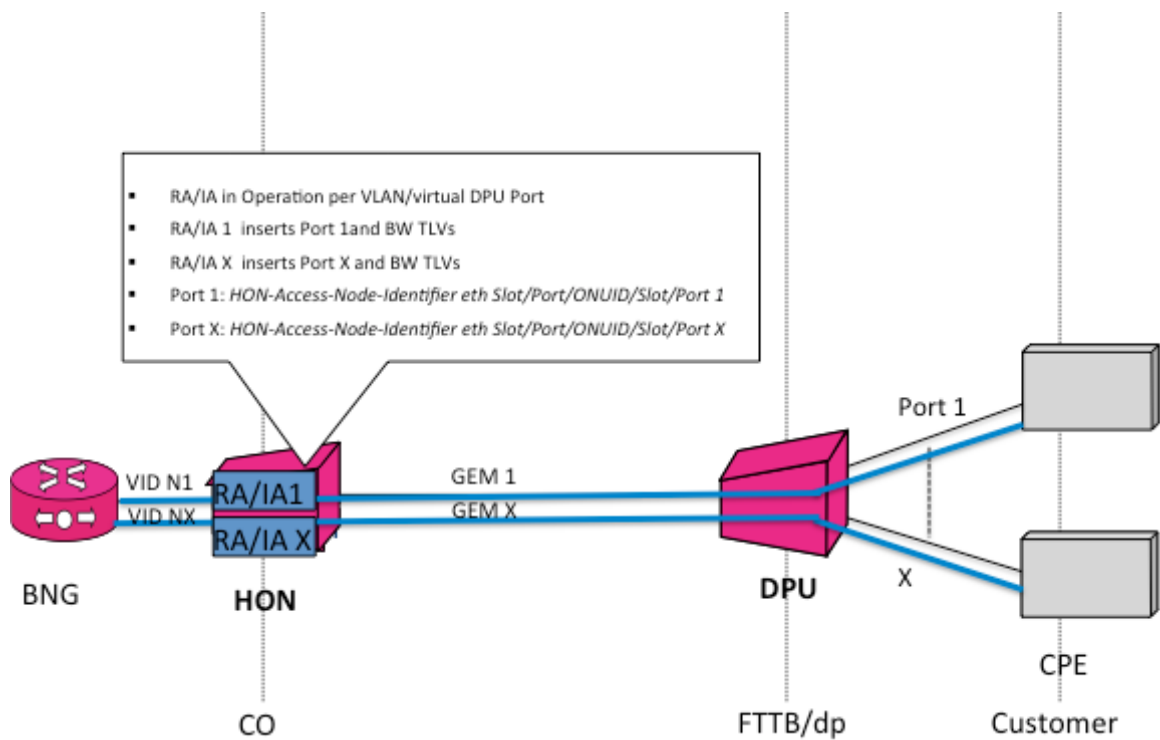 ▪ RA/IA in Operation per VLAN/virtual DPU Port
▪ RA/IA 1 inserts Port 1and BW TLVs
▪ RA/IA X inserts Port X and BW TLVs
▪ Port 1: HON-Access-Node-Identifier eth Slot/Port/ONUID/Slot/Port 1
▪ Port X: HON-Access-Node-Identifier eth Slot/Port/ONUID/Slot/Port X
Port 1
VID N1
RA/IA1
GEM 1
VID NX
RA/IA X
GEM X
X
BNG
HON
DPU
CPE
CO
FTTB/dp
Customer